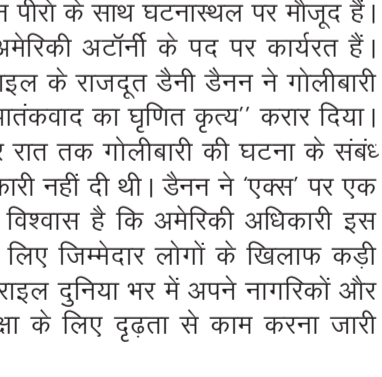 न पीरो के साथ घटनास्थल पर मौजूद हैं।
अमेरिकी अटॉर्नी के पद पर कार्यरत हैं।
राइल के राजदूत डैनी डैनन ने गोलीबारी
आतंकवाद का घृणित कृत्य’’ करार दिया।
र रात तक गोलीबारी की घटना के संबंध
कारी नहीं दी थी। डैनन ने ‘एक्स’ पर एक
विश्वास है कि अमेरिकी अधिकारी इस
लिए जिम्मेदार लोगों के खिलाफ कड़ी
राइल दुनिया भर में अपने नागरिकों और
क्षा के लिए दृढ़ता से काम करना जारी